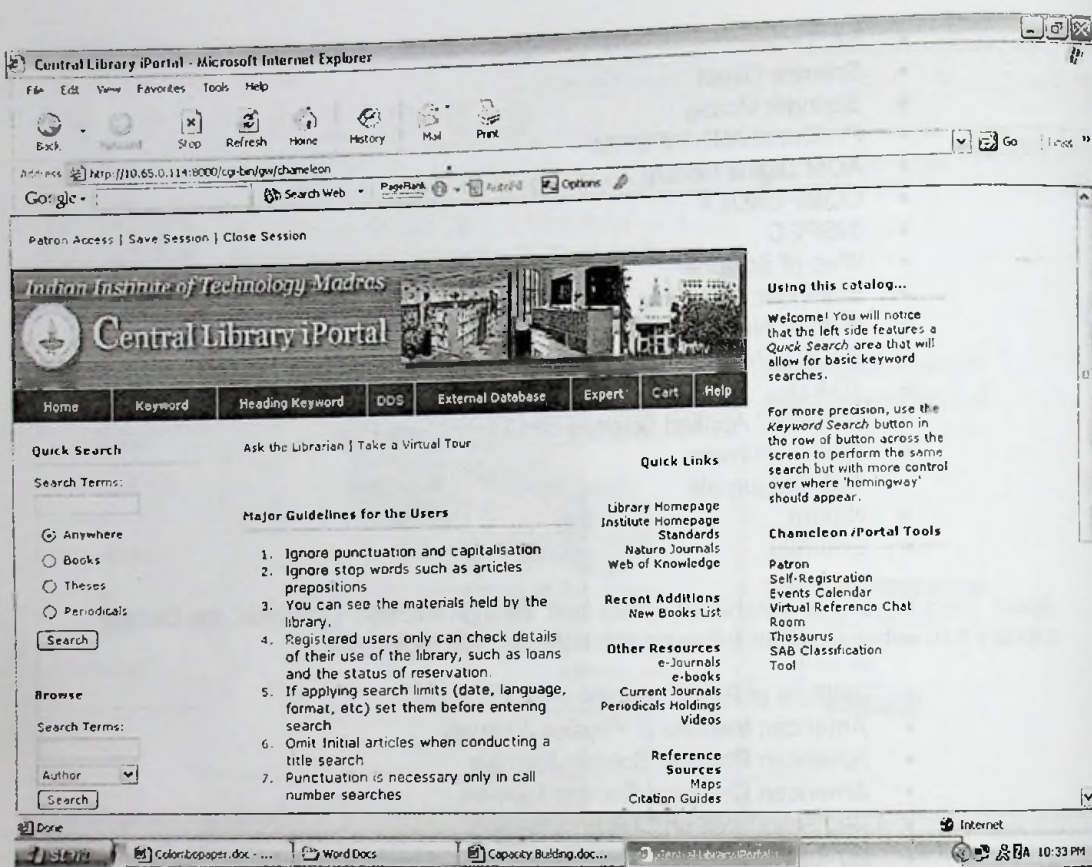 Central Library iPortal - Microsoft Internet Explorer
File Edit View Favorites Tools Help
Back Stop Refresh Home History Mail Print
Address http://10.65.0.114:8000/cgi-bin/gw/chameleon Go
Google Search Web PageRank AutoFill Options
Patron Access | Save Session | Close Session
Indian Institute of Technology Madras
Central Library iPortal
Home Keyword Heading Keyword DDS External Database Expert Cart Help
Quick Search
Search Terms:
Anywhere
Books
Theses
Periodicals
Search
Browse
Search Terms:
Author
Search
Ask the Librarian | Take a Virtual Tour
Major Guidelines for the Users
1. Ignore punctuation and capitalisation
2. Ignore stop words such as articles
prepositions
3. You can see the materials held by the
library.
4. Registered users only can check details
of their use of the library, such as loans
and the status of reservation.
5. If applying search limits (date, language,
format, etc) set them before entering
search
6. Omit Initial articles when conducting a
title search
7. Punctuation is necessary only in call
number searches
Quick Links
Library Homepage
Institute Homepage
Standards
Nature Journals
Web of Knowledge
Recent Additions
New Books List
Other Resources
e-Journals
e-books
Current Journals
Periodicals Holdings
Videos
Reference
Sources
Maps
Citation Guides
Using this catalog...
Welcome! You will notice
that the left side features a
Quick Search area that will
allow for basic keyword
searches.
For more precision, use the
Keyword Search button in
the row of button across the
screen to perform the same
search but with more control
over where 'hemingway'
should appear.
Chameleon iPortal Tools
Patron
Self-Registration
Events Calendar
Virtual Reference Chat
Room
Thesaurus
SAB Classification
Tool
Done Internet
start Colombopaper.doc - ... Word Docs Capacity Building.doc... Central Library iPortal 10:33 PM